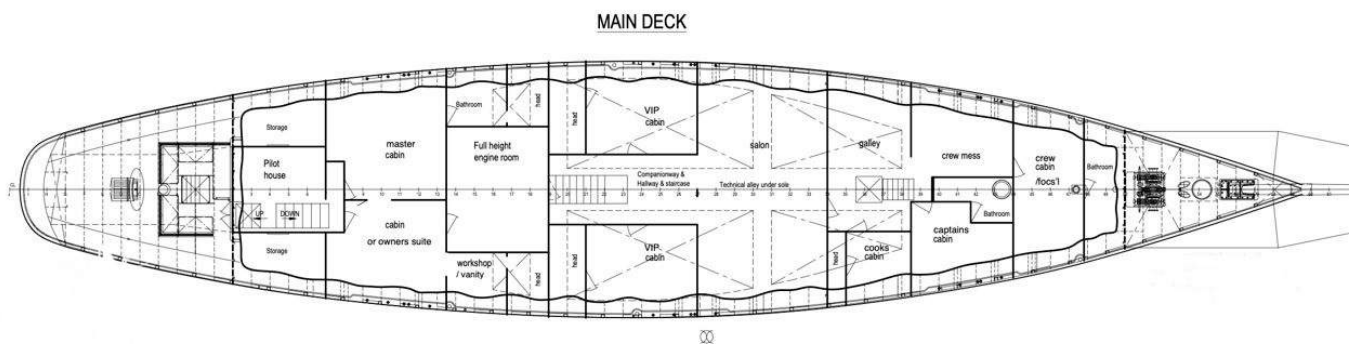 MAIN DECK
Storage
Pilot
house
UP
DOWN
Storage
master
cabin
cabin
or owners suite
Bathroom
head
Full height
engine room
workshop
/ vanity
head
head
VIP
cabin
Companionway &
Hallway & staircase
Technical alley under sole
head
VIP
cabin
salon
galley
head
cooks
cabin
crew mess
captains
cabin
Bathroom
crew
cabin
/focs'l
Bathroom